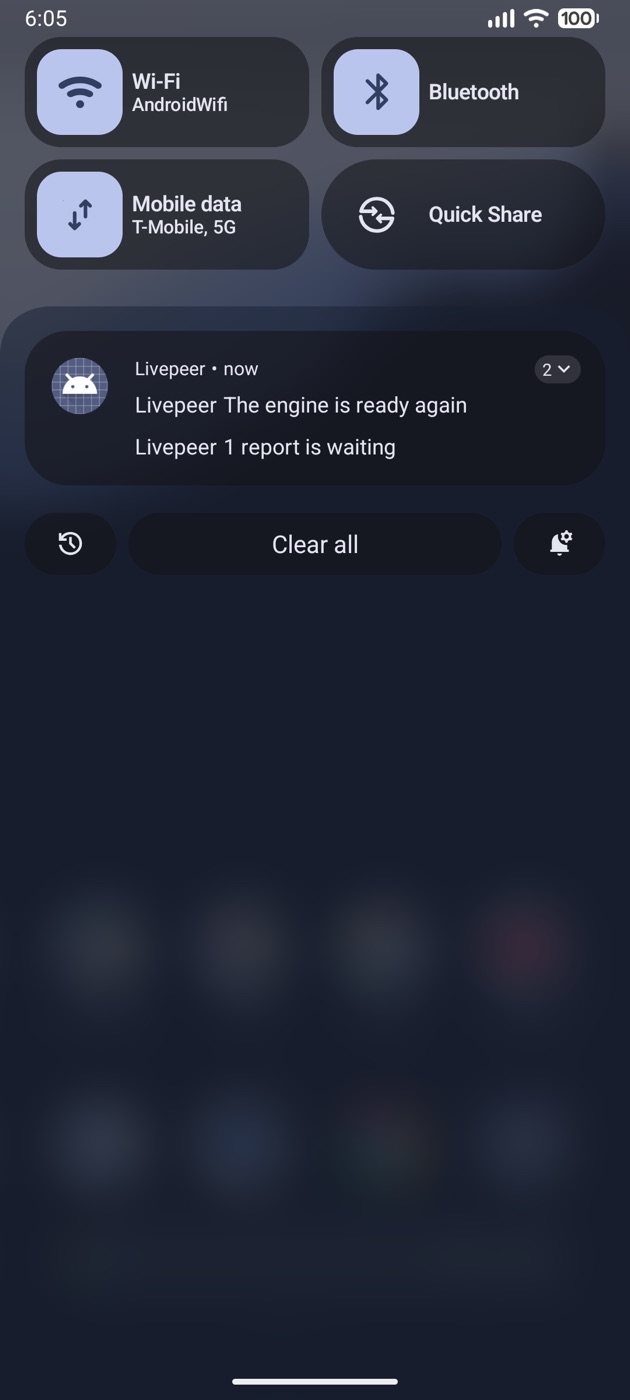 6:05
100
Wi-Fi
AndroidWifi
Bluetooth
Mobile data
T-Mobile, 5G
Quick Share
Livepeer • now
2
Livepeer The engine is ready again
Livepeer 1 report is waiting
Clear all